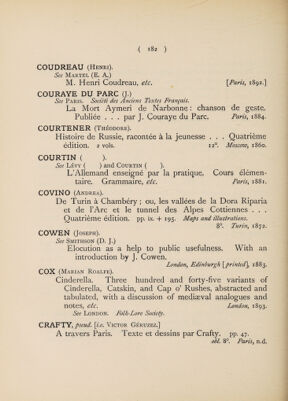 ( 182 )
COUDREAU (HENRI).
See MARTEL (E. A.)
M. Henri Coudreau, etc. [Paris, 1892.]
COURAYE DU PARC (J.)
See PARIS. Société des Anciens Textes Français.
La Mort Aymeri de Narbonne: chanson de geste.
Publiée . . . par J. Couraye du Parc. Paris, 1884.
COURTENER (THÉODORE).
Histoire de Russie, racontée à la jeunesse . . . Quatrième
édition. 2 vols. 12°. Moscow, 1860.
COURTIN ( ).
See LÉVY ( ) and COURTIN ( ).
L'Allemand enseigné par la pratique. Cours élémen-
taire. Grammaire, etc. Paris, 1881.
COVINO (ANDREA).
De Turin à Chambéry; ou, les vallées de la Dora Riparia
et de l'Arc et le tunnel des Alpes Cottiennes . . .
Quatrième édition. pp. ix. + 195. Maps and illustrations.
8°. Turin, 1872.
COWEN (JOSEPH).
See SMITHSON (D. J.)
Elocution as a help to public usefulness. With an
introduction by J. Cowen.
London, Edinburgh [printed], 1883.
COX (MARIAN ROALFE).
Cinderella. Three hundred and forty-five variants of
Cinderella, Catskin, and Cap o' Rushes, abstracted and
tabulated, with a discussion of mediæval analogues and
notes, etc. London, 1893.
See LONDON. Folk-Lore Society.
CRAFTY, pseud. [i.e. VICTOR GÉRUZEZ.]
A travers Paris. Texte et dessins par Crafty. pp. 47.
obl. 8°. Paris, n.d.